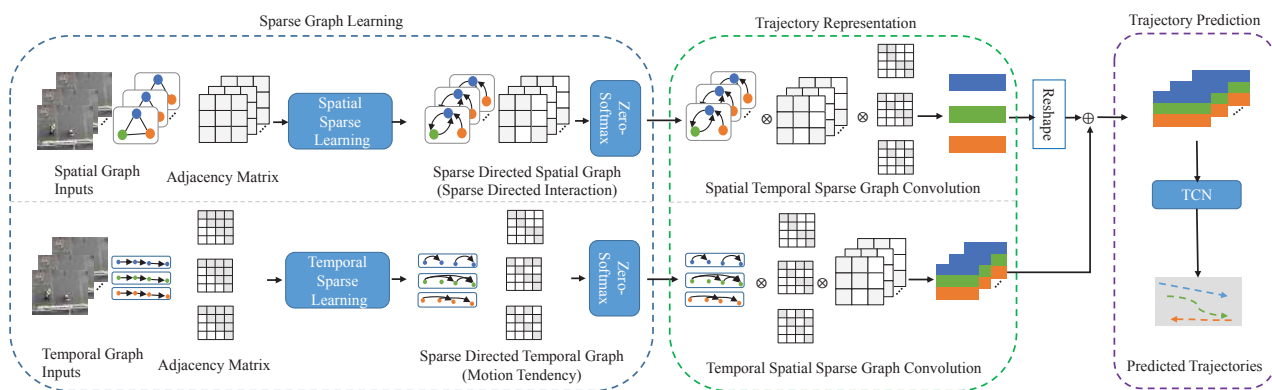 Sparse Graph Learning
Trajectory Representation
Trajectory Prediction
Spatial
Sparse
Learning
Zero-
Softmax
Reshape
Spatial Graph
Inputs
Adjacency Matrix
Sparse Directed Spatial Graph
(Sparse Directed Interaction)
Spatial Temporal Sparse Graph Convolution
TCN
Temporal
Sparse
Learning
Zero-
Softmax
Temporal Graph
Inputs
Adjacency Matrix
Sparse Directed Temporal Graph
(Motion Tendency)
Temporal Spatial Sparse Graph Convolution
Predicted Trajectories